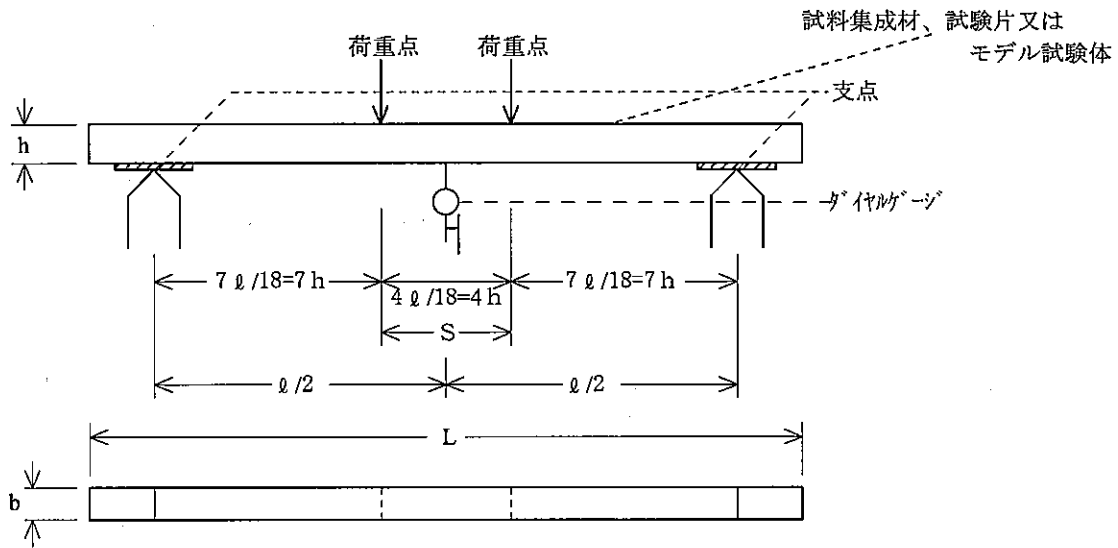 試料集成材、試験片又は
モデル試験体
荷重点 荷重点
支点
h
ダイヤルゲージ
7ℓ/18=7h 4ℓ/18=4h 7ℓ/18=7h
S
ℓ/2 ℓ/2
L
b